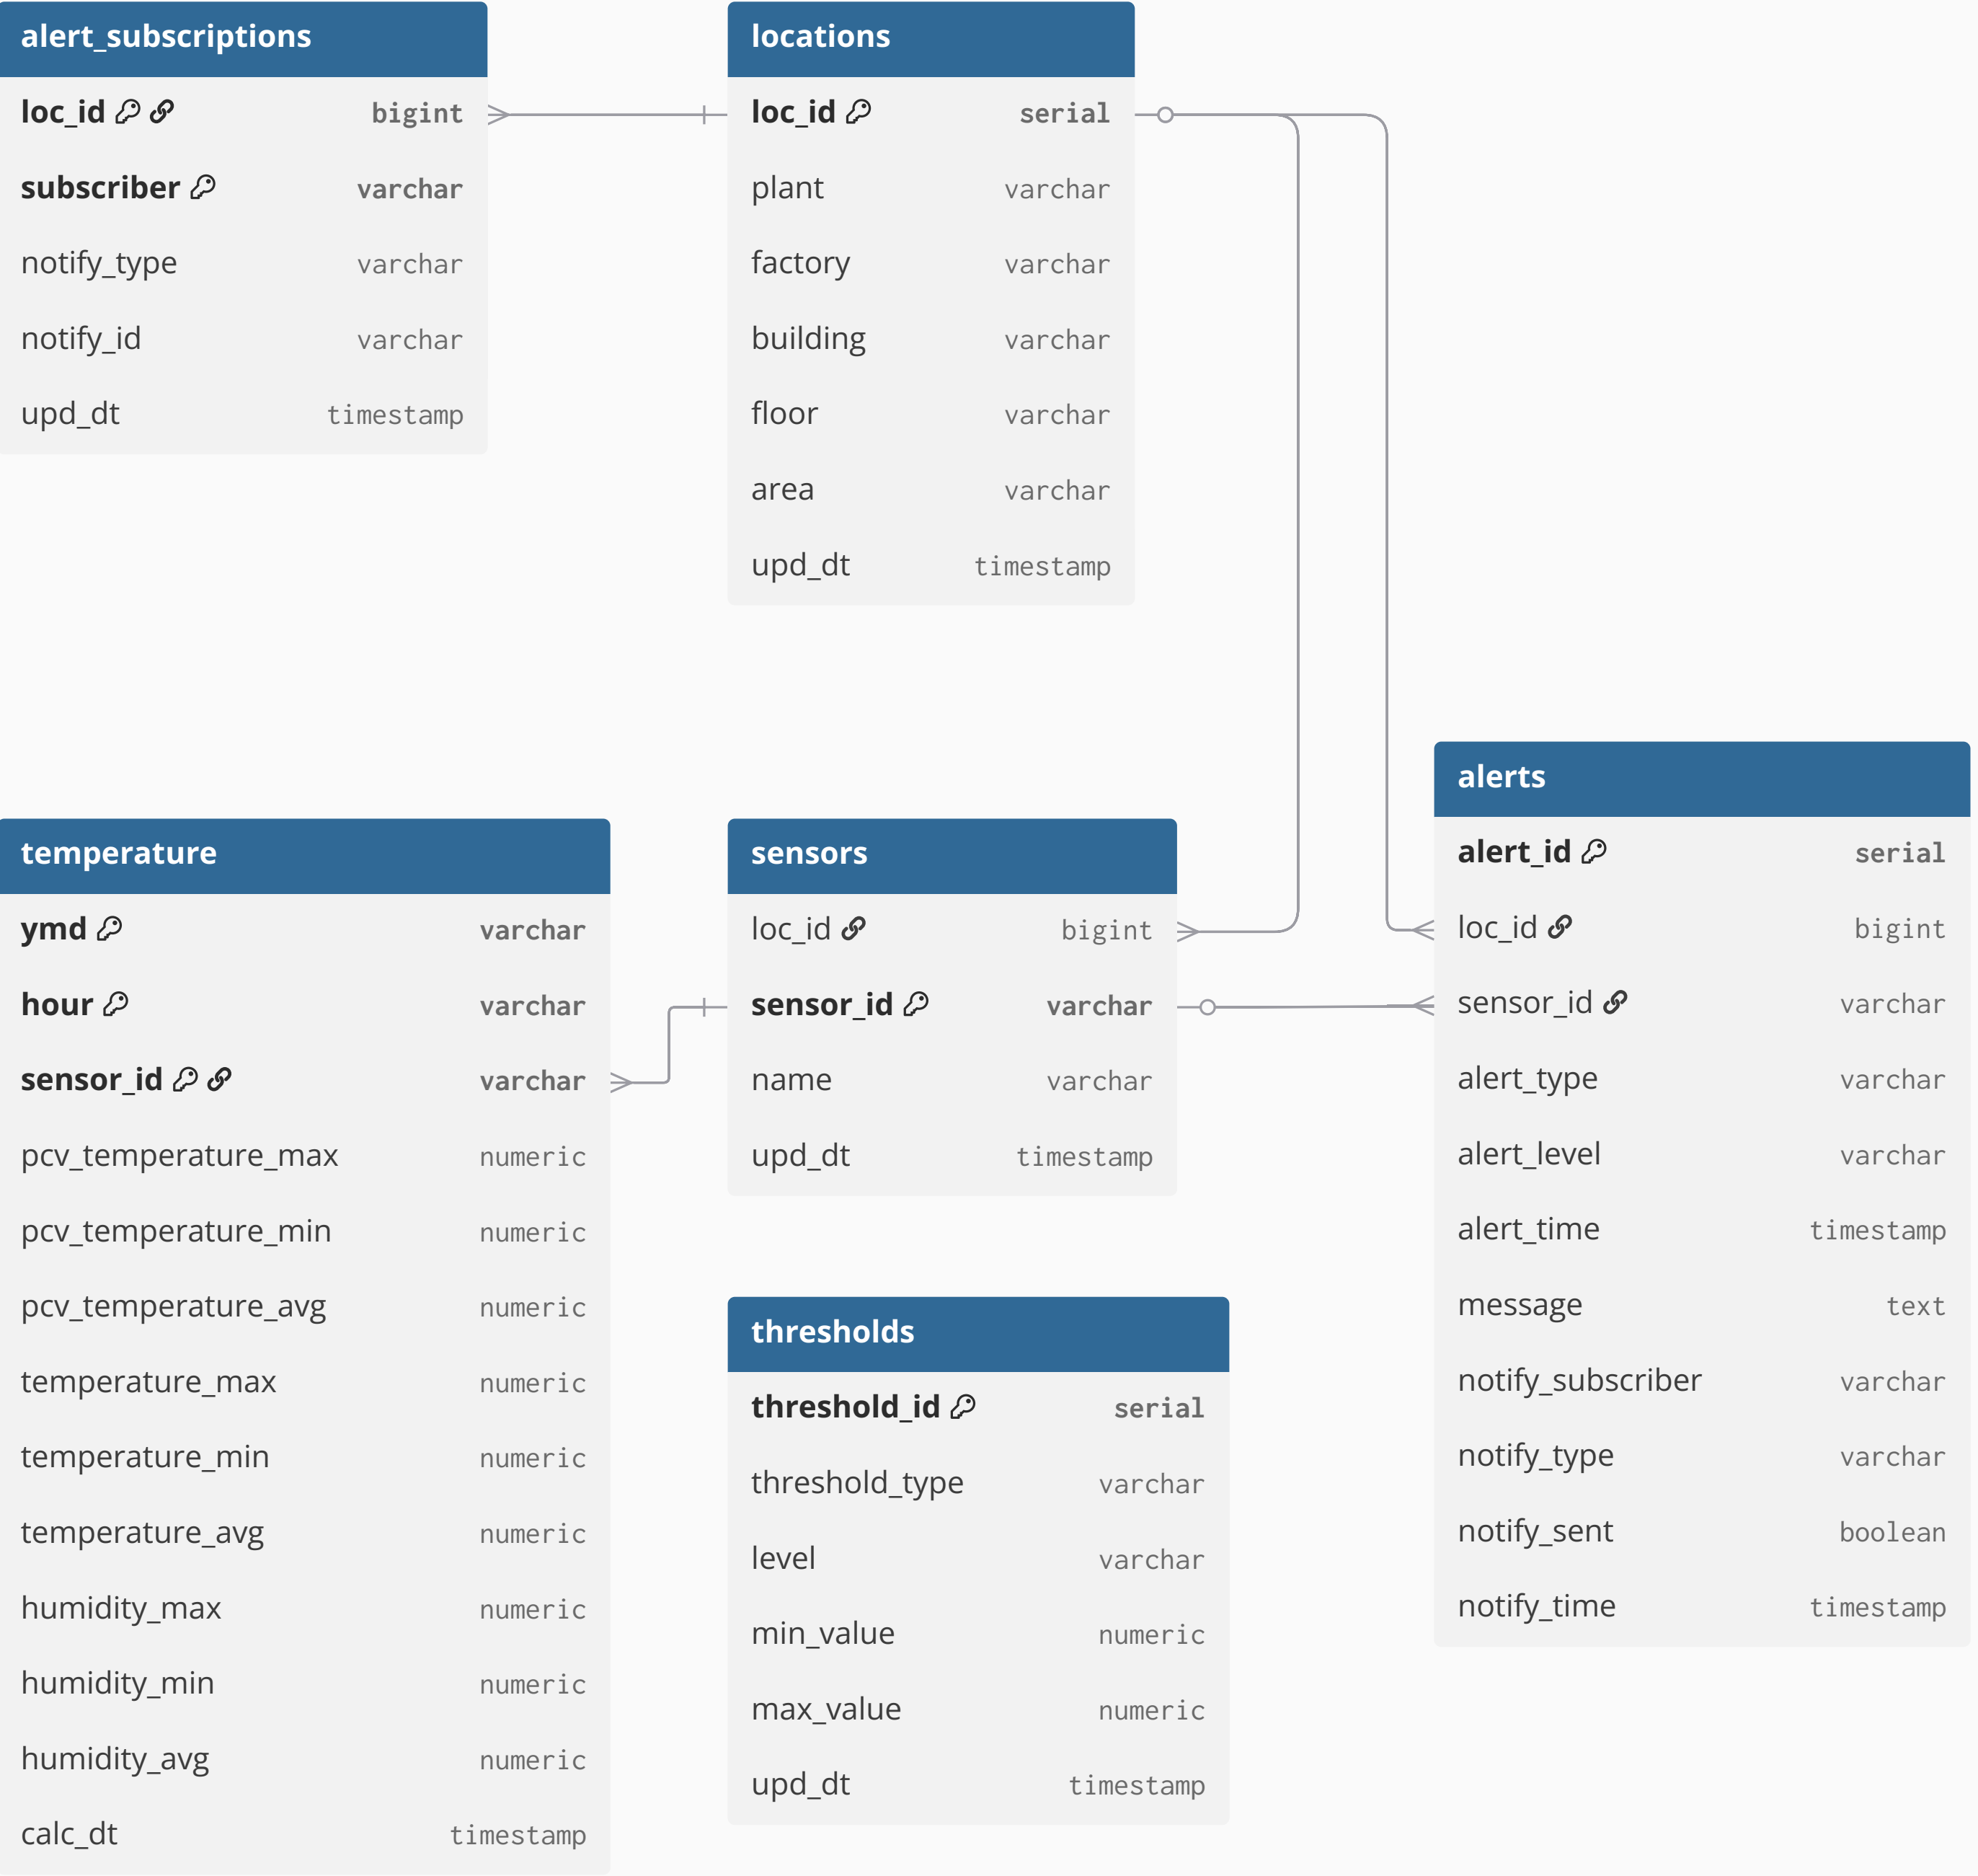 alert_subscriptions
loc_id bigint
subscriber varchar
notify_type varchar
notify_id varchar
upd_dt timestamp
locations
loc_id serial
plant varchar
factory varchar
building varchar
floor varchar
area varchar
upd_dt timestamp
temperature
ymd varchar
hour varchar
sensor_id varchar
pcv_temperature_max numeric
pcv_temperature_min numeric
pcv_temperature_avg numeric
temperature_max numeric
temperature_min numeric
temperature_avg numeric
humidity_max numeric
humidity_min numeric
humidity_avg numeric
calc_dt timestamp
sensors
loc_id bigint
sensor_id varchar
name varchar
upd_dt timestamp
thresholds
threshold_id serial
threshold_type varchar
level varchar
min_value numeric
max_value numeric
upd_dt timestamp
alerts
alert_id serial
loc_id bigint
sensor_id varchar
alert_type varchar
alert_level varchar
alert_time timestamp
message text
notify_subscriber varchar
notify_type varchar
notify_sent boolean
notify_time timestamp